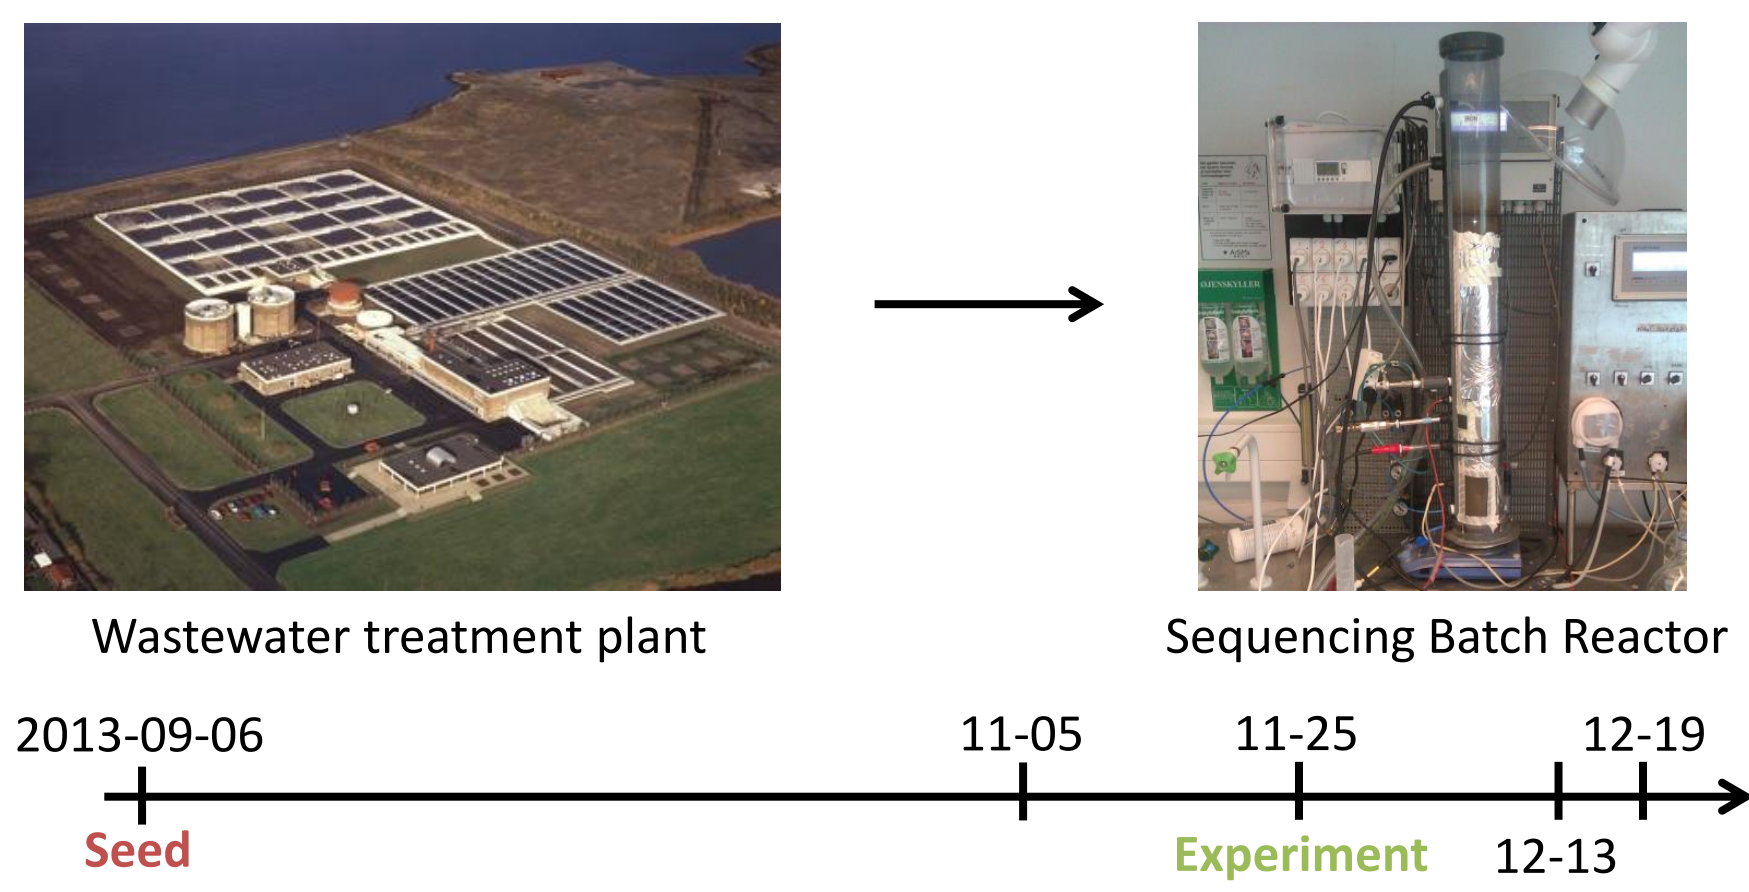 ØJENSKYLLER
Wastewater treatment plant
Sequencing Batch Reactor
2013-09-06
11-05
11-25
12-19
Seed
Experiment
12-13